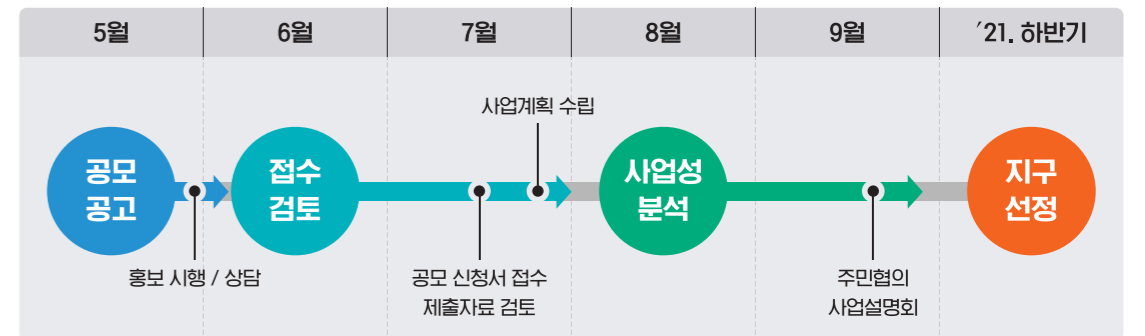 5월 6월 7월 8월 9월 ′21. 하반기
사업계획 수립
공모
공고
접수
검토
사업성
분석
지구
선정
홍보 시행 / 상담
공모 신청서 접수
제출자료 검토
주민협의
사업설명회